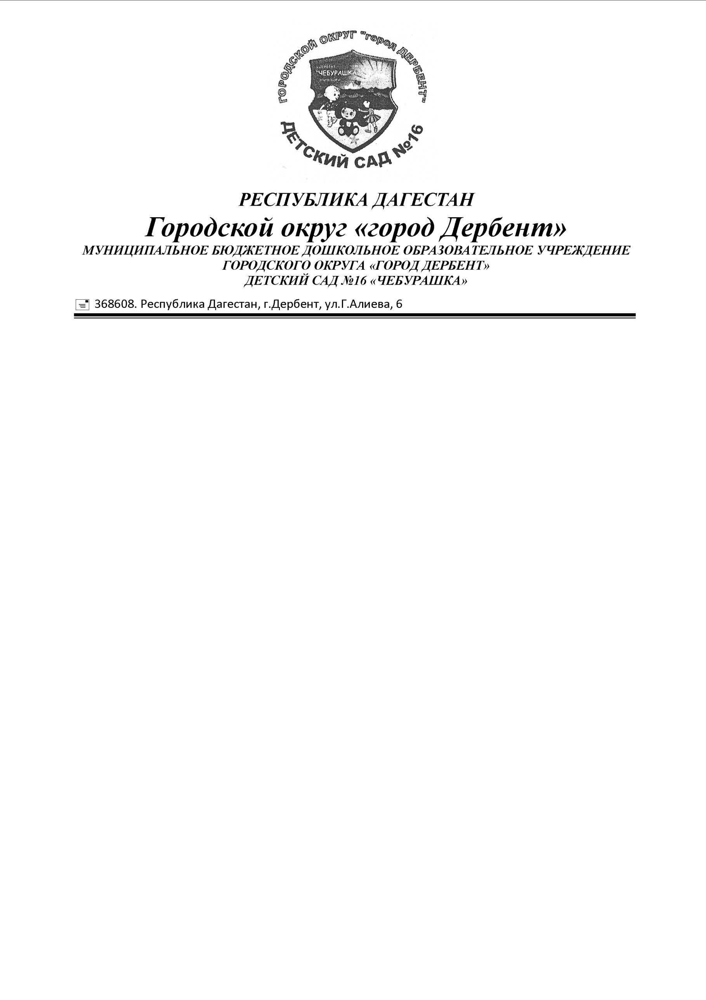 ГОРОДСКОЙ ОКРУГ "город ДЕРБЕНТ"
"ЧЕБУРАШКА"
ДЕТСКИЙ САД №16
РЕСПУБЛИКА ДАГЕСТАН
Городской округ «город Дербент»
МУНИЦИПАЛЬНОЕ БЮДЖЕТНОЕ ДОШКОЛЬНОЕ ОБРАЗОВАТЕЛЬНОЕ УЧРЕЖДЕНИЕ
ГОРОДСКОГО ОКРУГА «ГОРОД ДЕРБЕНТ»
ДЕТСКИЙ САД №16 «ЧЕБУРАШКА»
368608. Республика Дагестан, г.Дербент, ул.Г.Алиева, 6